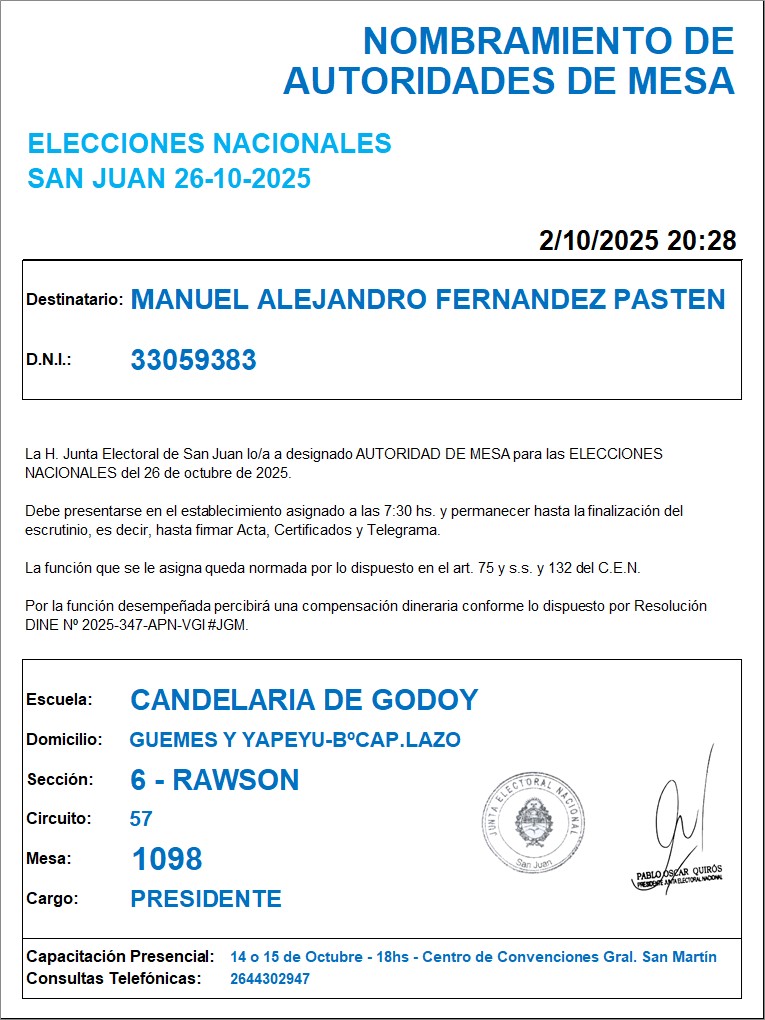 NOMBRAMIENTO DE
AUTORIDADES DE MESA
ELECCIONES NACIONALES
SAN JUAN 26-10-2025
2/10/2025 20:28
Destinatario: MANUEL ALEJANDRO FERNANDEZ PASTEN
D.N.I.: 33059383
La H. Junta Electoral de San Juan lo/a a designado AUTORIDAD DE MESA para las ELECCIONES
NACIONALES del 26 de octubre de 2025.
Debe presentarse en el establecimiento asignado a las 7:30 hs. y permanecer hasta la finalización del
escrutinio, es decir, hasta firmar Acta, Certificados y Telegrama.
La función que se le asigna queda normada por lo dispuesto en el art. 75 y s.s. y 132 del C.E.N.
Por la función desempeñada percibirá una compensación dineraria conforme lo dispuesto por Resolución
DINE Nº 2025-347-APN-VGI#JGM.
Escuela: CANDELARIA DE GODOY
Domicilio: GUEMES Y YAPEYU-BºCAP.LAZO
Sección: 6 - RAWSON
Circuito: 57
Mesa: 1098
Cargo: PRESIDENTE
JUNTA ELECTORAL NACIONAL
San Juan
PABLO OSCAR QUIRÓS
PRESIDENTE JUNTA ELECTORAL NACIONAL
Capacitación Presencial: 14 o 15 de Octubre - 18hs - Centro de Convenciones Gral. San Martín
Consultas Telefónicas: 2644302947